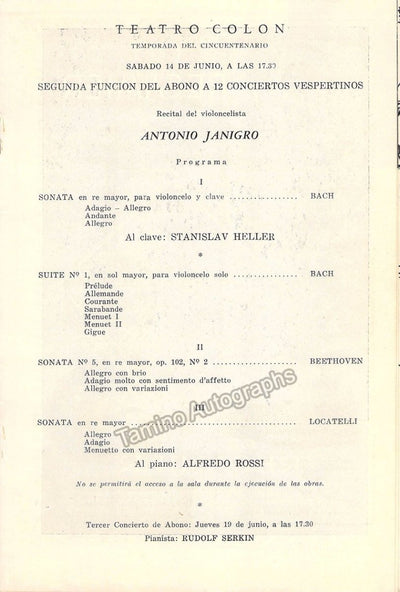 TEATRO COLON
TEMPORADA DEL CINCUENTENARIO
SABADO 14 DE JUNIO, A LAS 17.30
SEGUNDA FUNCION DEL ABONO A 12 CONCIERTOS VESPERTINOS
Recital del violoncelista
ANTONIO JANIGRO
Programa
I
SONATA en re mayor, para violoncelo y clave ................ BACH
Adagio - Allegro
Andante
Allegro
Al clave: STANISLAV HELLER
*
SUITE Nº 1, en sol mayor, para violoncelo solo ............... BACH
Prélude
Allemande
Courante
Sarabande
Menuet I
Menuet II
Gigue
II
SONATA Nº 5, en re mayor, op. 102, Nº 2 .................... BEETHOVEN
Allegro con brio
Adagio molto con sentimento d'affetto
Allegro con variazioni
III
SONATA en re mayor ........................................ LOCATELLI
Allegro
Adagio
Menuetto con variazioni
Tamino Autographs
Al piano: ALFREDO ROSSI
No se permitirá el acceso a la sala durante la ejecución de las obras.
*
Tercer Concierto de Abono: Jueves 19 de junio, a las 17.30
Pianista: RUDOLF SERKIN